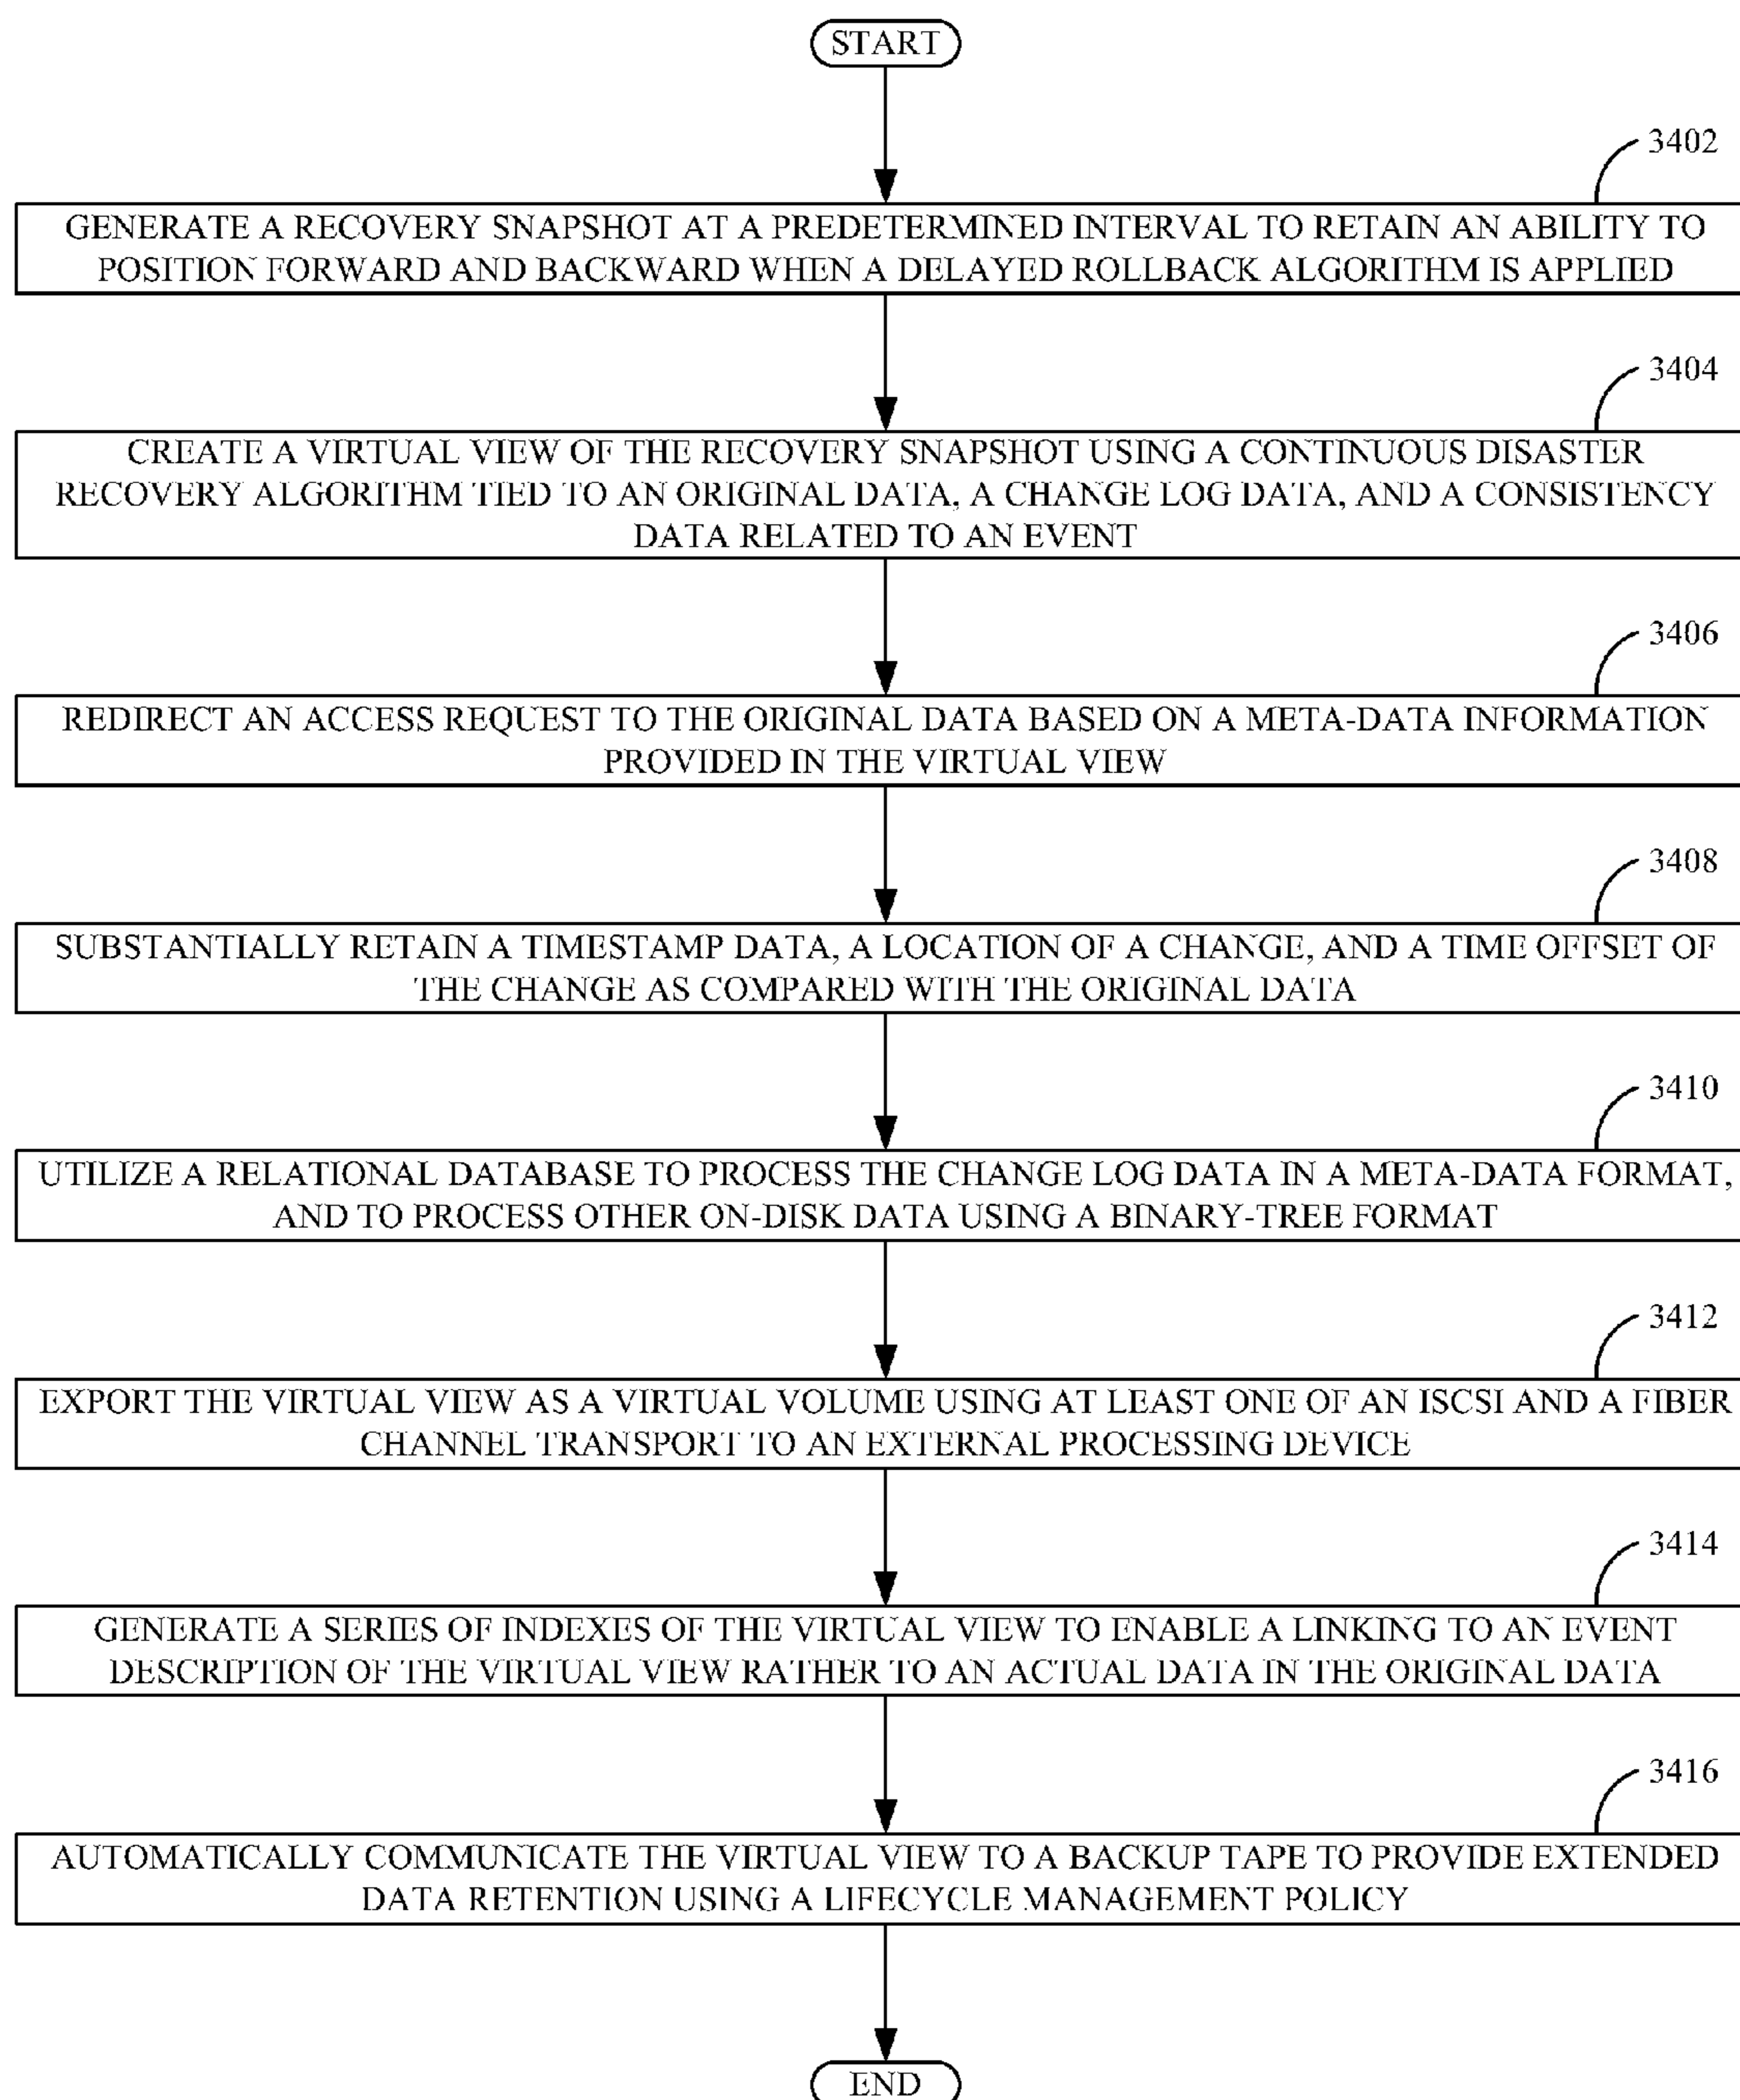 START
3402
GENERATE A RECOVERY SNAPSHOT AT A PREDETERMINED INTERVAL TO RETAIN AN ABILITY TO
POSITION FORWARD AND BACKWARD WHEN A DELAYED ROLLBACK ALGORITHM IS APPLIED
3404
CREATE A VIRTUAL VIEW OF THE RECOVERY SNAPSHOT USING A CONTINUOUS DISASTER
RECOVERY ALGORITHM TIED TO AN ORIGINAL DATA, A CHANGE LOG DATA, AND A CONSISTENCY
DATA RELATED TO AN EVENT
3406
REDIRECT AN ACCESS REQUEST TO THE ORIGINAL DATA BASED ON A META-DATA INFORMATION
PROVIDED IN THE VIRTUAL VIEW
3408
SUBSTANTIALLY RETAIN A TIMESTAMP DATA, A LOCATION OF A CHANGE, AND A TIME OFFSET OF
THE CHANGE AS COMPARED WITH THE ORIGINAL DATA
3410
UTILIZE A RELATIONAL DATABASE TO PROCESS THE CHANGE LOG DATA IN A META-DATA FORMAT,
AND TO PROCESS OTHER ON-DISK DATA USING A BINARY-TREE FORMAT
3412
EXPORT THE VIRTUAL VIEW AS A VIRTUAL VOLUME USING AT LEAST ONE OF AN ISCSI AND A FIBER
CHANNEL TRANSPORT TO AN EXTERNAL PROCESSING DEVICE
3414
GENERATE A SERIES OF INDEXES OF THE VIRTUAL VIEW TO ENABLE A LINKING TO AN EVENT
DESCRIPTION OF THE VIRTUAL VIEW RATHER TO AN ACTUAL DATA IN THE ORIGINAL DATA
3416
AUTOMATICALLY COMMUNICATE THE VIRTUAL VIEW TO A BACKUP TAPE TO PROVIDE EXTENDED
DATA RETENTION USING A LIFECYCLE MANAGEMENT POLICY
END